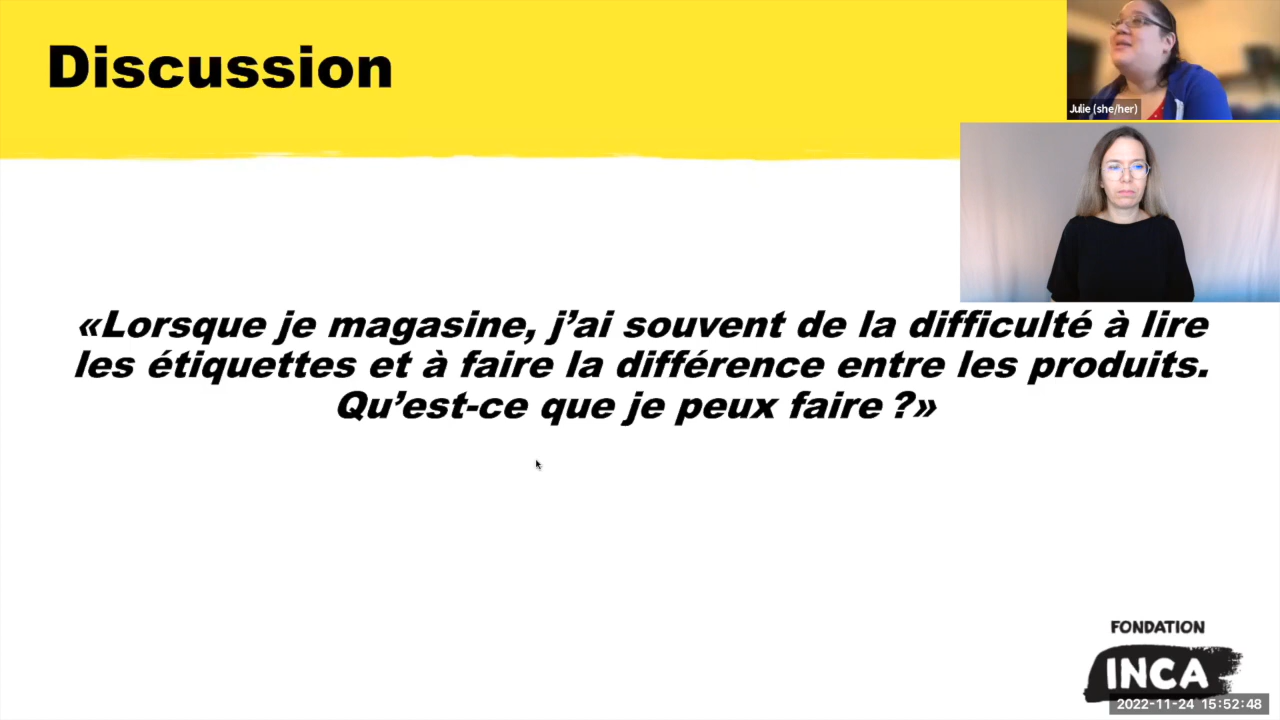 Discussion
Julie (she/her)
«Lorsque je magasine, j’ai souvent de la difficulté à lire
les étiquettes et à faire la différence entre les produits.
Qu’est-ce que je peux faire ?»
FONDATION
INCA
2022-11-24 15:52:48